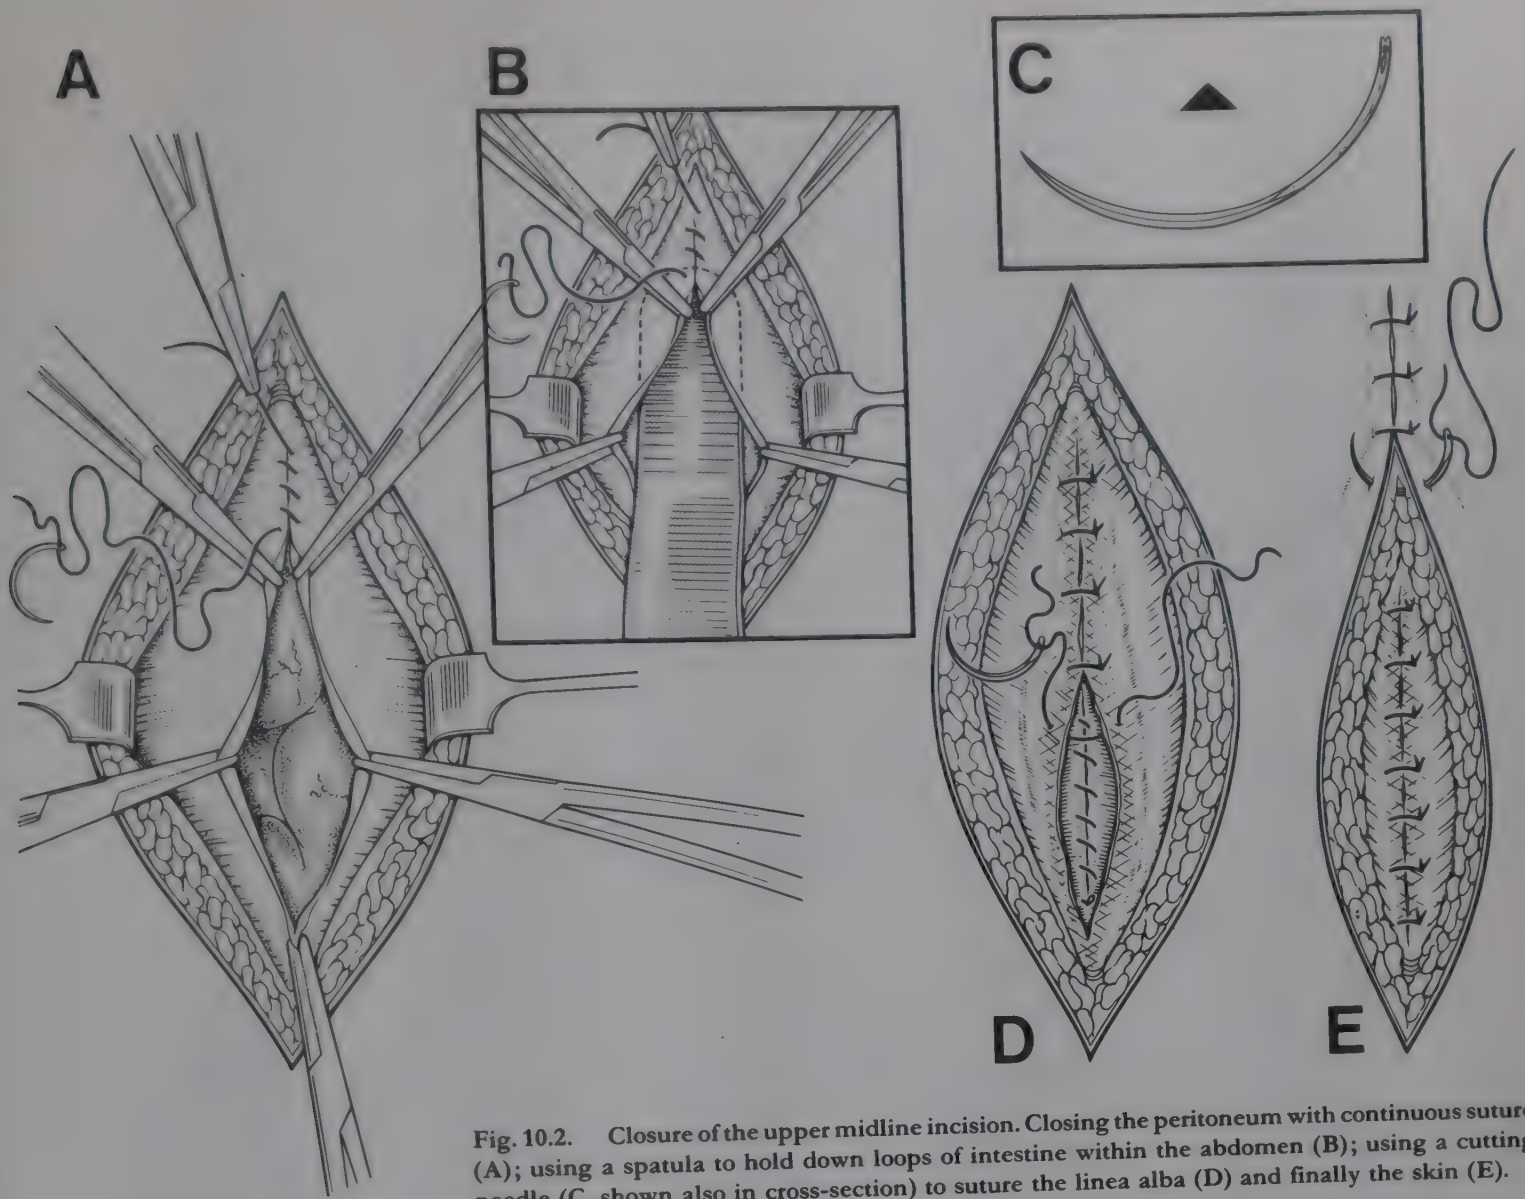 A
B
C
D
E
Fig. 10.2. Closure of the upper midline incision. Closing the peritoneum with continuous suture
(A); using a spatula to hold down loops of intestine within the abdomen (B); using a cutting
needle (C, shown also in cross-section) to suture the linea alba (D) and finally the skin (E).